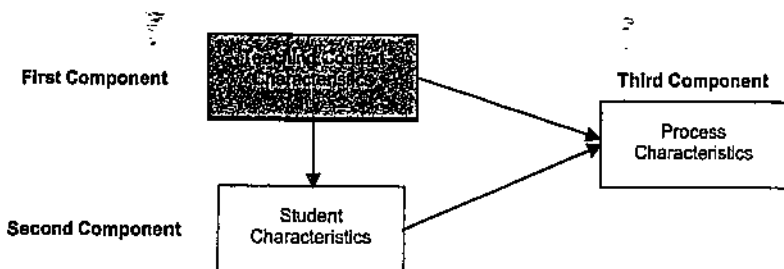 First Component
Teaching Context
Characteristics
Third Component
Process
Characteristics
Second Component
Student
Characteristics